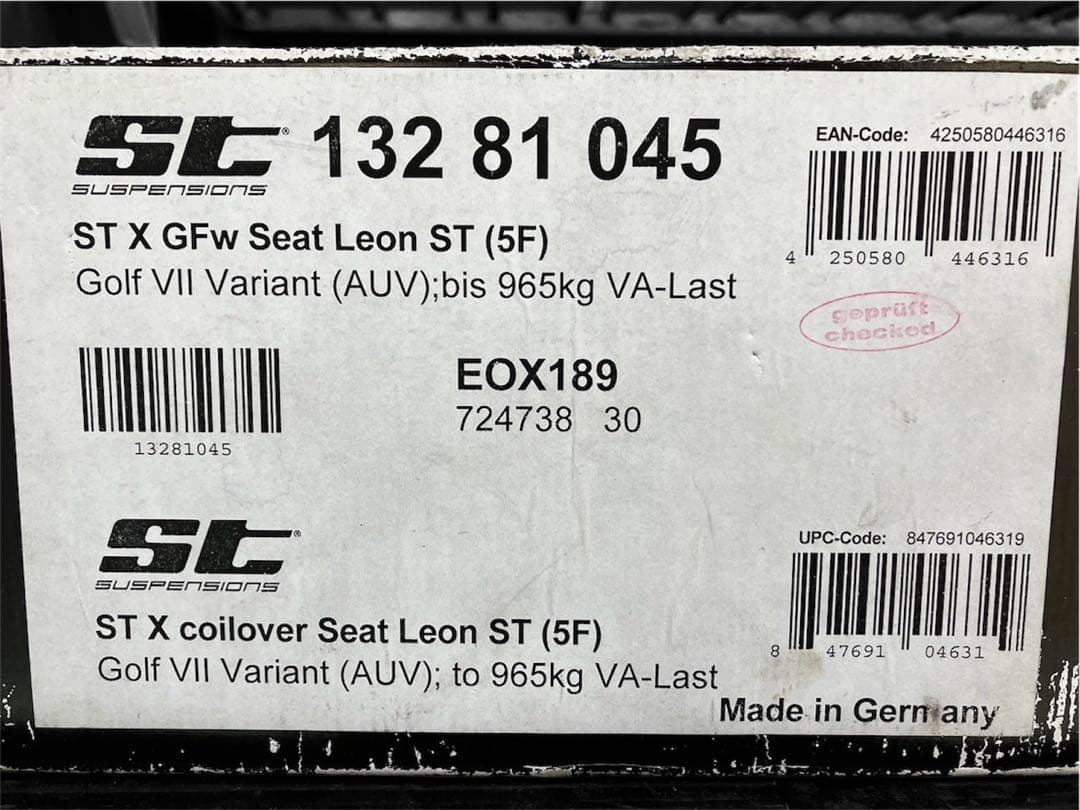 st® 132 81 045
SUSPENSIONS
ST X GFw Seat Leon ST (5F)
Golf VII Variant (AUV);bis 965kg VA-Last
EAN-Code: 4250580446316
4 250580 446316
geprüft
checked
13281045
EOX189
724738 30
st®
SUSPENSIONS
ST X coilover Seat Leon ST (5F)
Golf VII Variant (AUV); to 965kg VA-Last
UPC-Code: 847691046319
8 47691 04631
Made in Germany